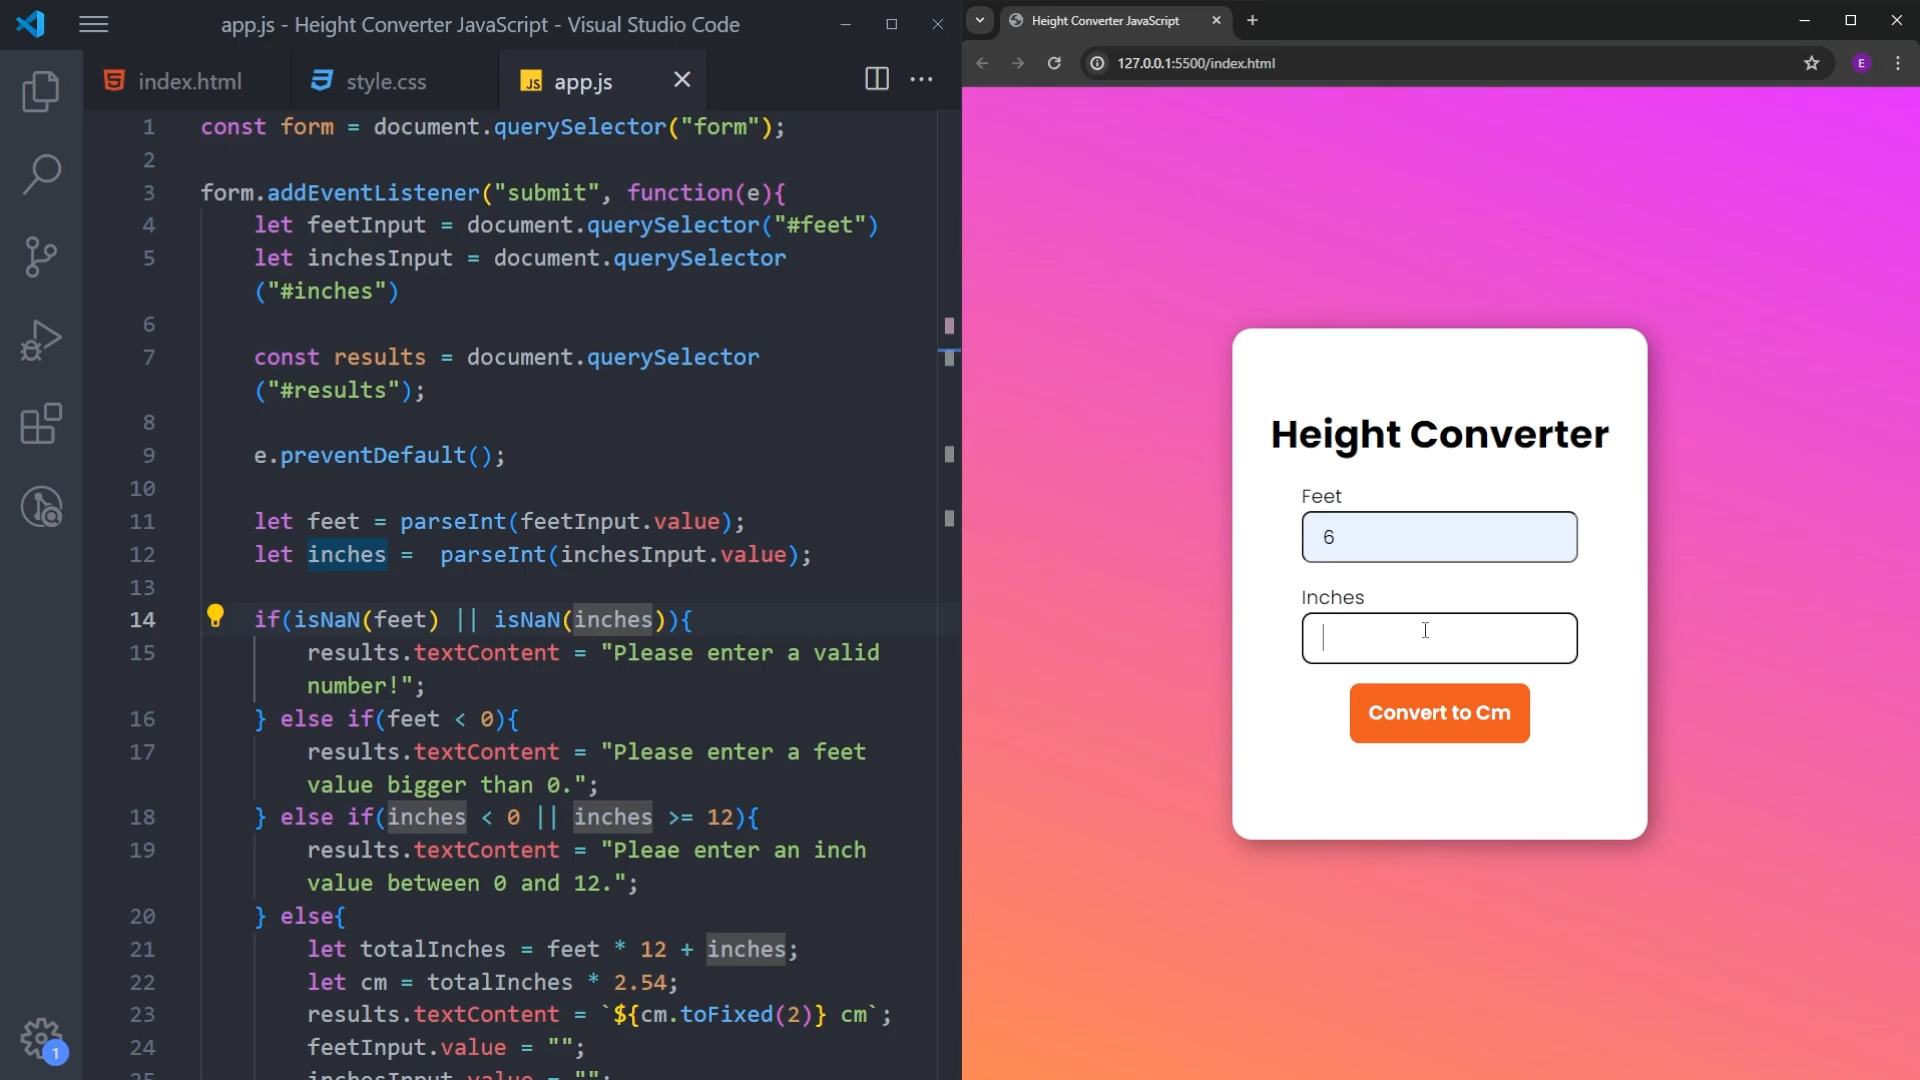 app.js - Height Converter JavaScript - Visual Studio Code
index.html
style.css
JS app.js
1 const form = document.querySelector("form");
2
3 form.addEventListener("submit", function(e){
4 let feetInput = document.querySelector("#feet")
5 let inchesInput = document.querySelector
("#inches")
6
7 const results = document.querySelector
("#results");
8
9 e.preventDefault();
10
11 let feet = parseInt(feetInput.value);
12 let inches =  parseInt(inchesInput.value);
13
14 if(isNaN(feet) || isNaN(inches)){
15 results.textContent = "Please enter a valid
number!";
16 } else if(feet < 0){
17 results.textContent = "Please enter a feet
value bigger than 0.";
18 } else if(inches < 0 || inches >= 12){
19 results.textContent = "Pleae enter an inch
value between 0 and 12.";
20 } else{
21 let totalInches = feet * 12 + inches;
22 let cm = totalInches * 2.54;
23 results.textContent = `${cm.toFixed(2)} cm`;
24 feetInput.value = "";
25 inchesInput.value = "";
1
Height Converter JavaScript
127.0.0.1:5500/index.html
E
Height Converter
Feet
6
Inches
Convert to Cm